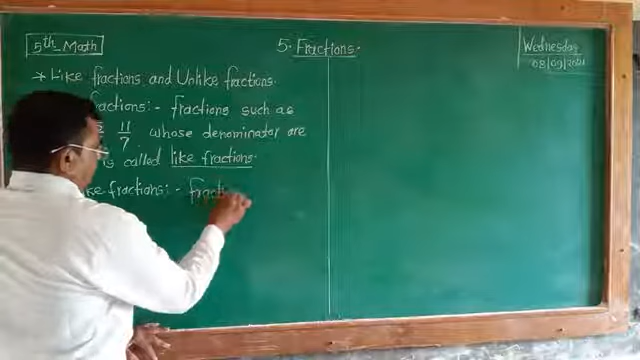 5th Math
5. Fractions.
Wednesday
08/09/2021
* Like fractions and Unlike fractions.
fractions:- fractions such as
11/7 whose denominator are
is called like fractions.
fractions:- fracti